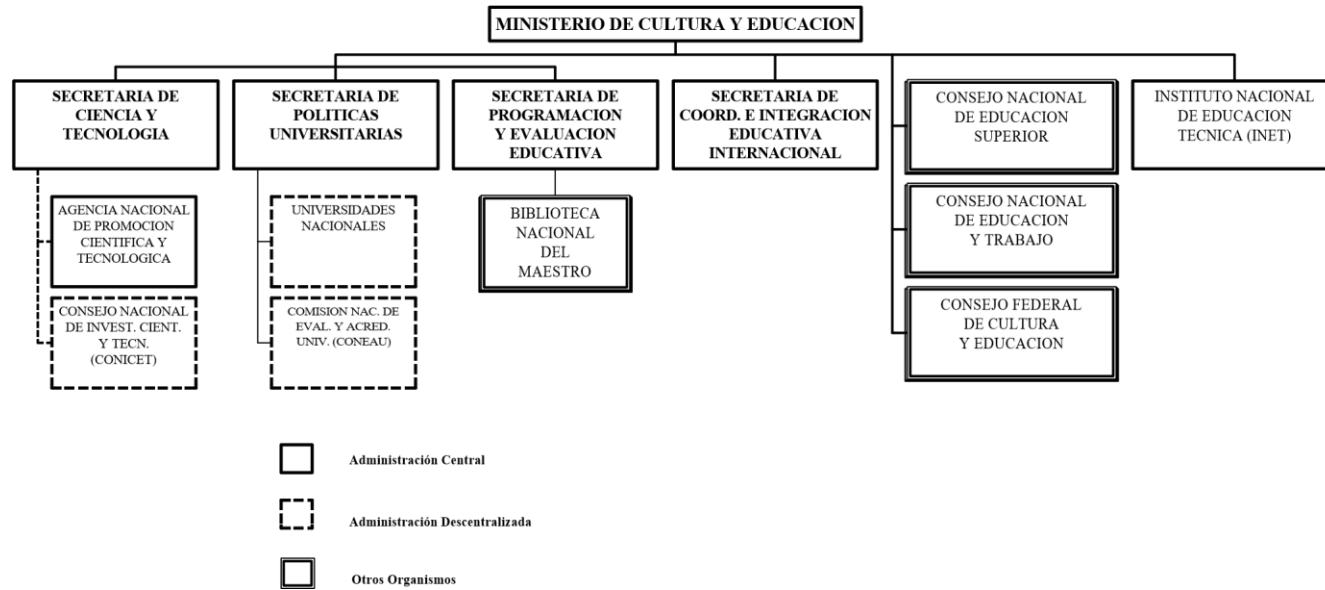 MINISTERIO DE CULTURA Y EDUCACION
SECRETARIA DE
CIENCIA Y
TECNOLOGIA
SECRETARIA DE
POLITICAS
UNIVERSITARIAS
SECRETARIA DE
PROGRAMACION
Y EVALUACION
EDUCATIVA
SECRETARIA DE
COORD. E INTEGRACION
EDUCATIVA
INTERNACIONAL
CONSEJO NACIONAL
DE EDUCACION
SUPERIOR
INSTITUTO NACIONAL
DE EDUCACION
TECNICA (INET)
AGENCIA NACIONAL
DE PROMOCION
CIENTIFICA Y
TECNOLOGICA
UNIVERSIDADES
NACIONALES
BIBLIOTECA
NACIONAL
DEL
MAESTRO
CONSEJO NACIONAL
DE EDUCACION
Y TRABAJO
CONSEJO NACIONAL
DE INVEST. CIENT.
Y TECN.
(CONICET)
COMISION NAC. DE
EVAL. Y ACRED.
UNIV. (CONEAU)
CONSEJO FEDERAL
DE CULTURA
Y EDUCACION
Administración Central
Administración Descentralizada
Otros Organismos